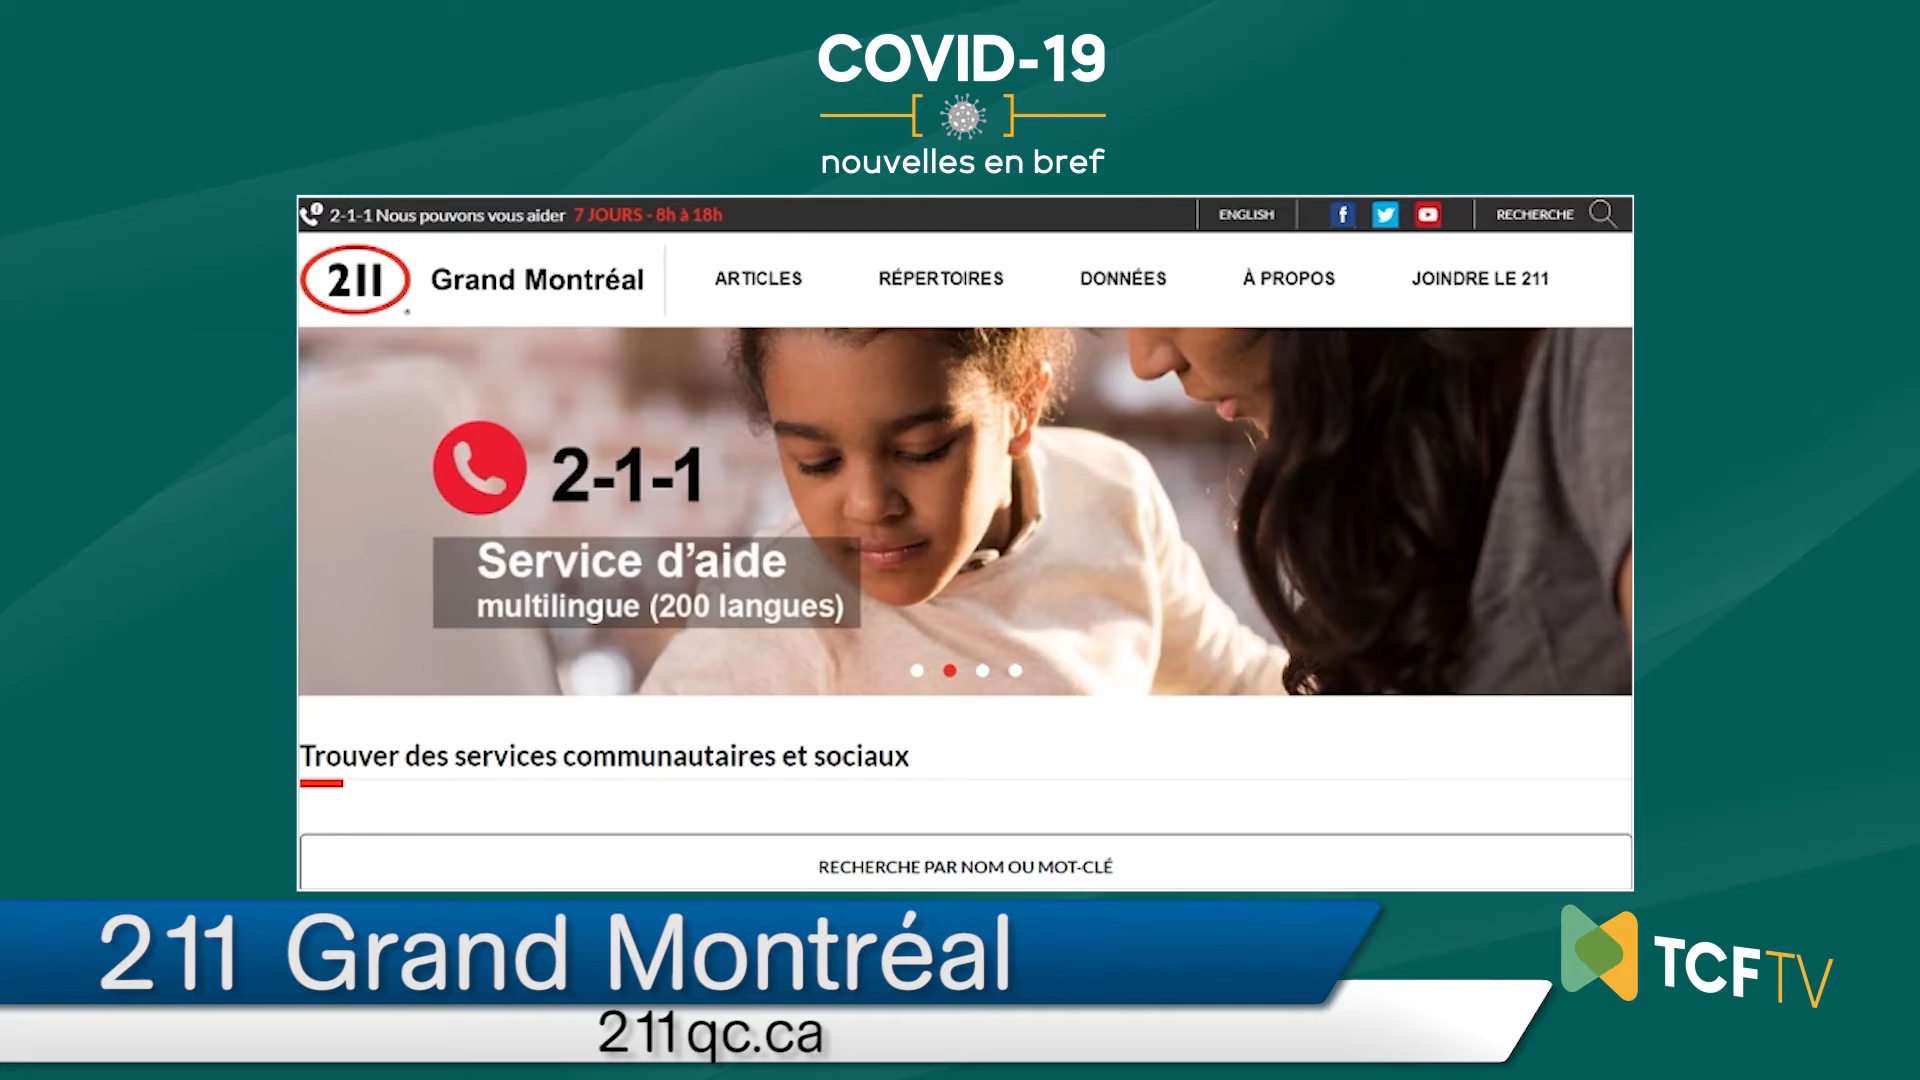 COVID-19
nouvelles en bref
2-1-1 Nous pouvons vous aider 7 JOURS - 8h à 18h
ENGLISH
RECHERCHE
211 Grand Montréal
ARTICLES
RÉPERTOIRES
DONNÉES
À PROPOS
JOINDRE LE 211
2-1-1
Service d’aide
multilingue (200 langues)
Trouver des services communautaires et sociaux
RECHERCHE PAR NOM OU MOT-CLÉ
211 Grand Montréal
211qc.ca
TCFTV